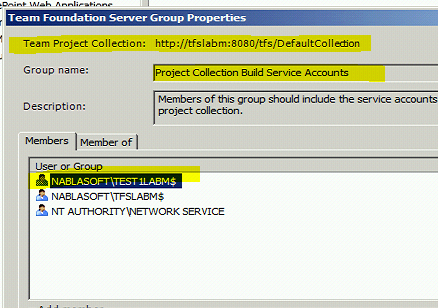 Point Web Applications
Team Foundation Server Group Properties
Team Project Collection: http://tfslabm:8080/tfs/DefaultCollection
Group name:
Project Collection Build Service Accounts
Description:
Members of this group should include the service accounts
project collection.
Members
Member of
User or Group
NABLASOFT\TEST1LABM$
NABLASOFT\TFSLABM$
NT AUTHORITY\NETWORK SERVICE
Add member